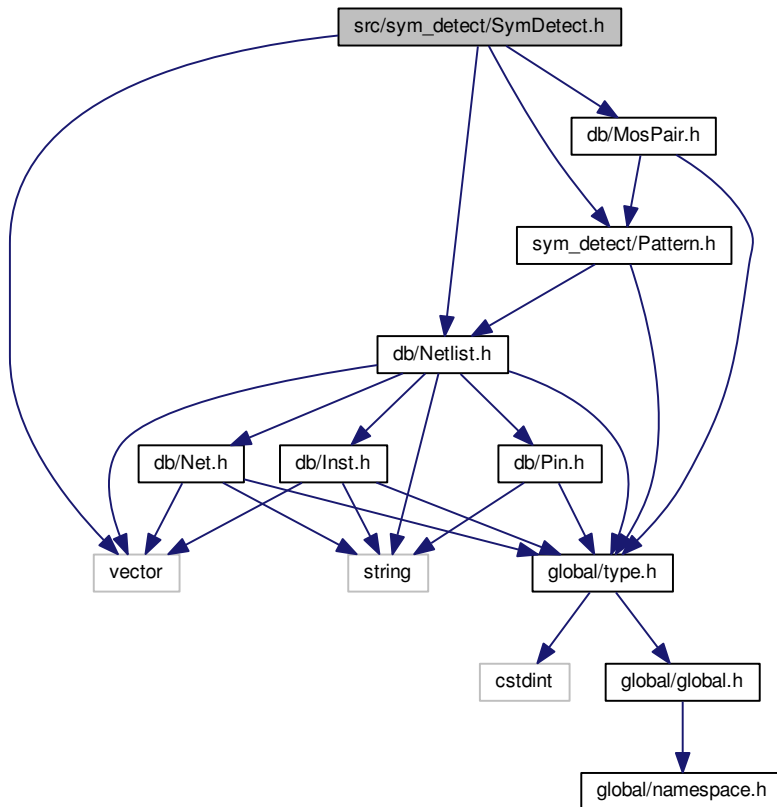 src/sym_detect/SymDetect.h
db/MosPair.h
sym_detect/Pattern.h
db/Netlist.h
db/Net.h
db/Inst.h
db/Pin.h
vector
string
global/type.h
cstdint
global/global.h
global/namespace.h